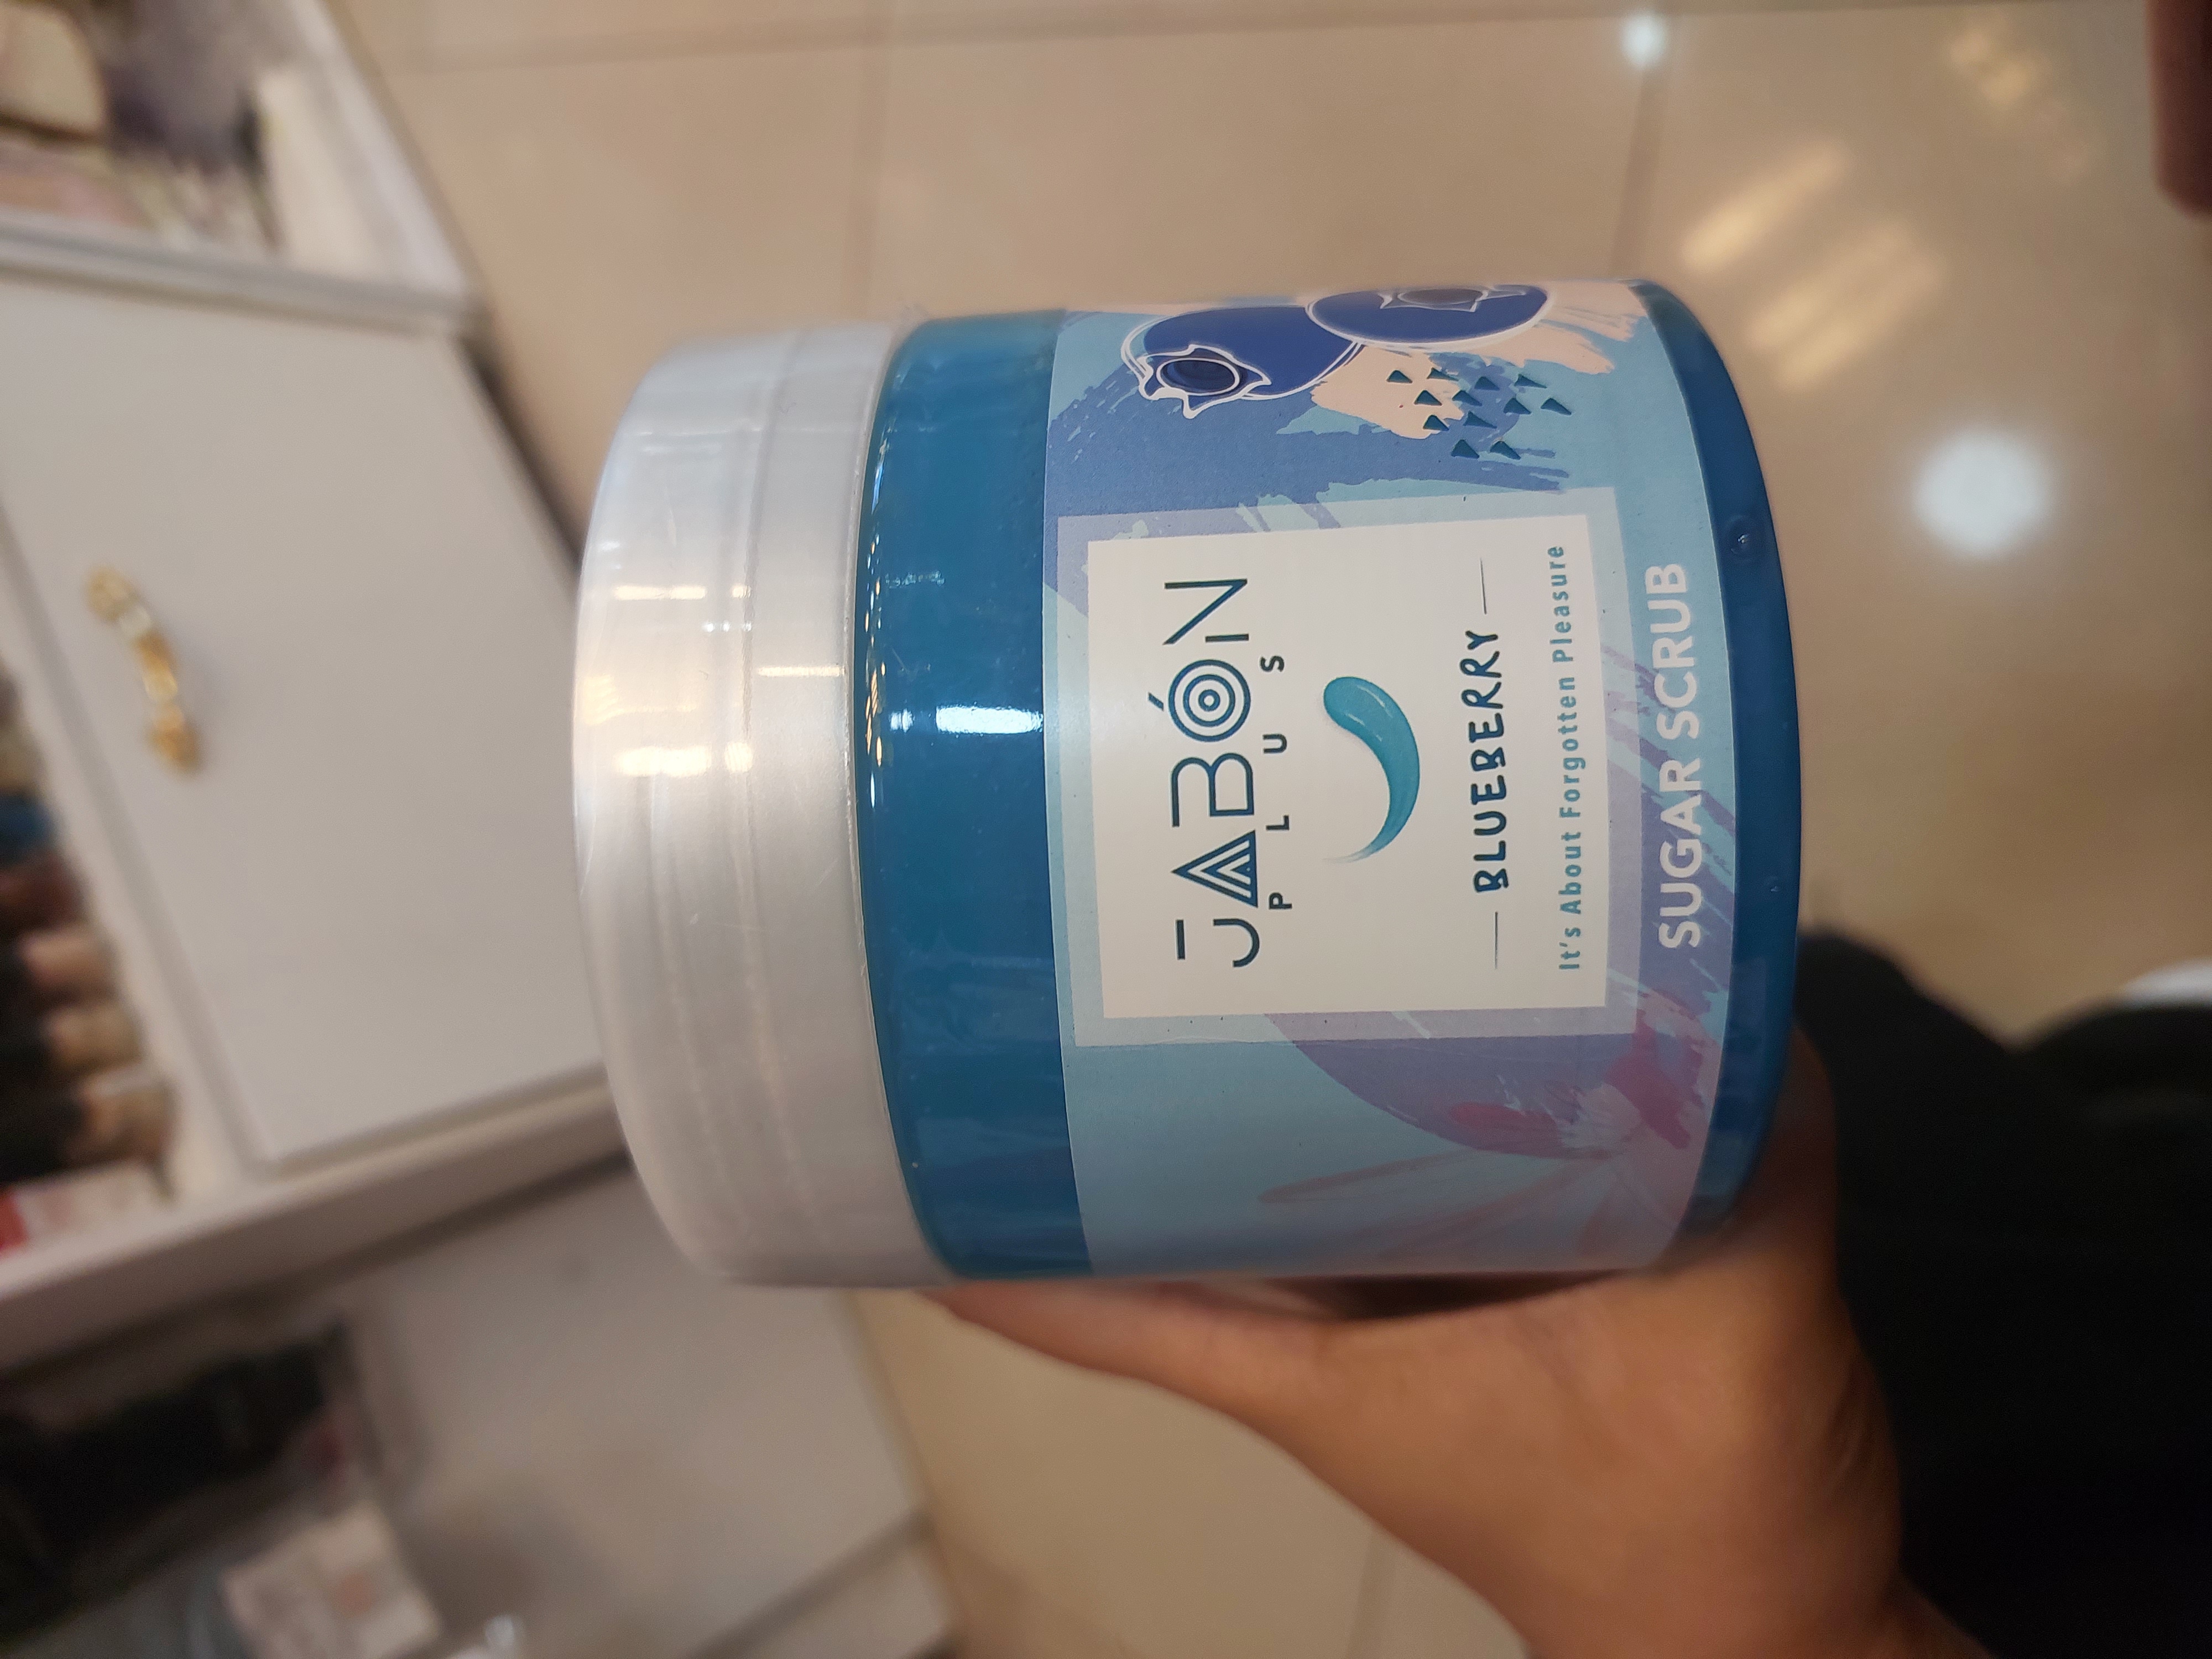 JABÓN
PLUS
BLUEBERRY
It's About Forgotten Pleasure
SUGAR SCRUB